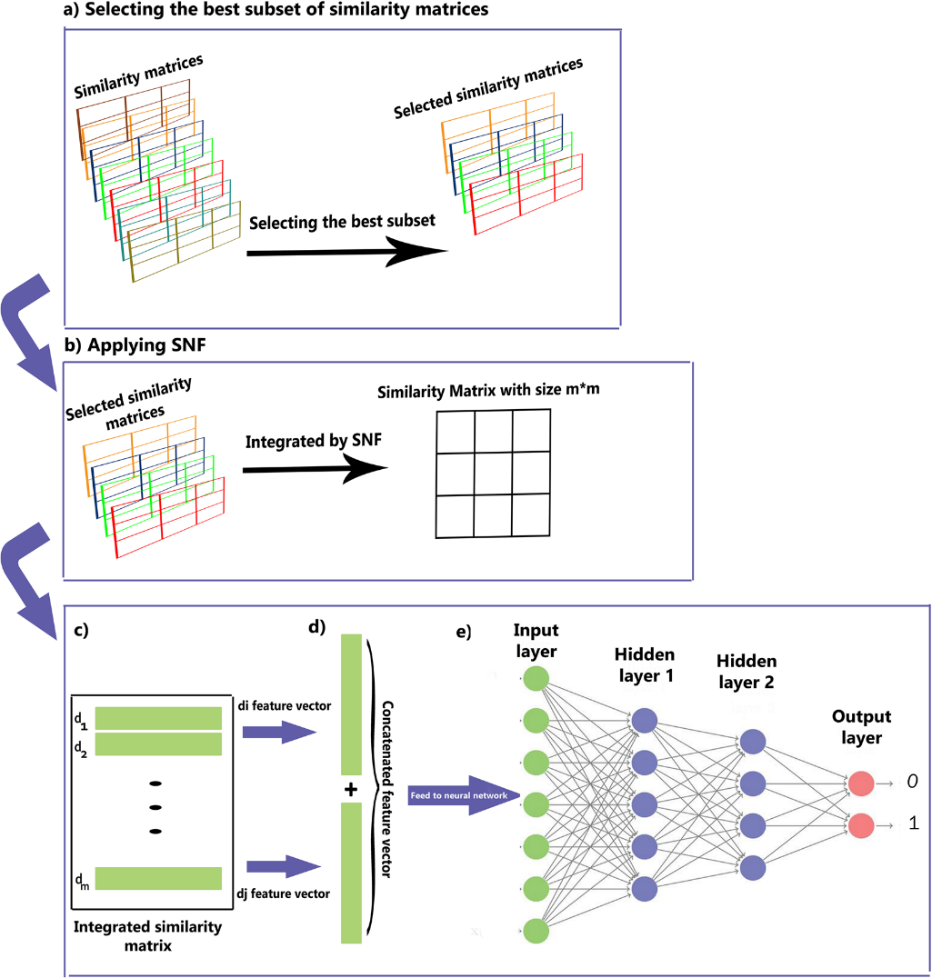 a) Selecting the best subset of similarity matrices
Similarity matrices
Selected similarity matrices
Selecting the best subset
b) Applying SNF
Selected similarity
matrices
Integrated by SNF
Similarity Matrix with size m*m
c)
d1
d2
dm
Integrated similarity
matrix
di feature vector
dj feature vector
d)
+
Concatenated feature vector
Feed to neural network
e)
Input
layer
Hidden
layer 1
Hidden
layer 2
Output
layer
0
1